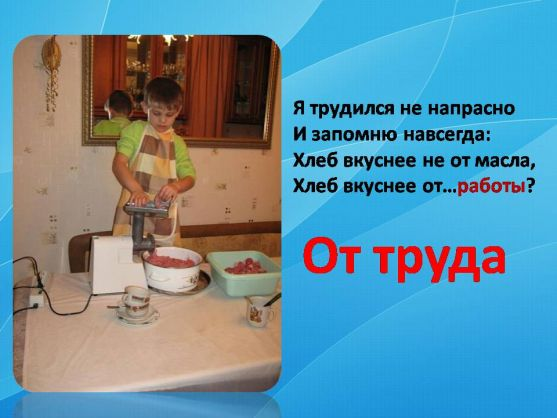 Я трудился не напрасно
И запомню навсегда:
Хлеб вкуснее не от масла,
Хлеб вкуснее от...работы?
От труда